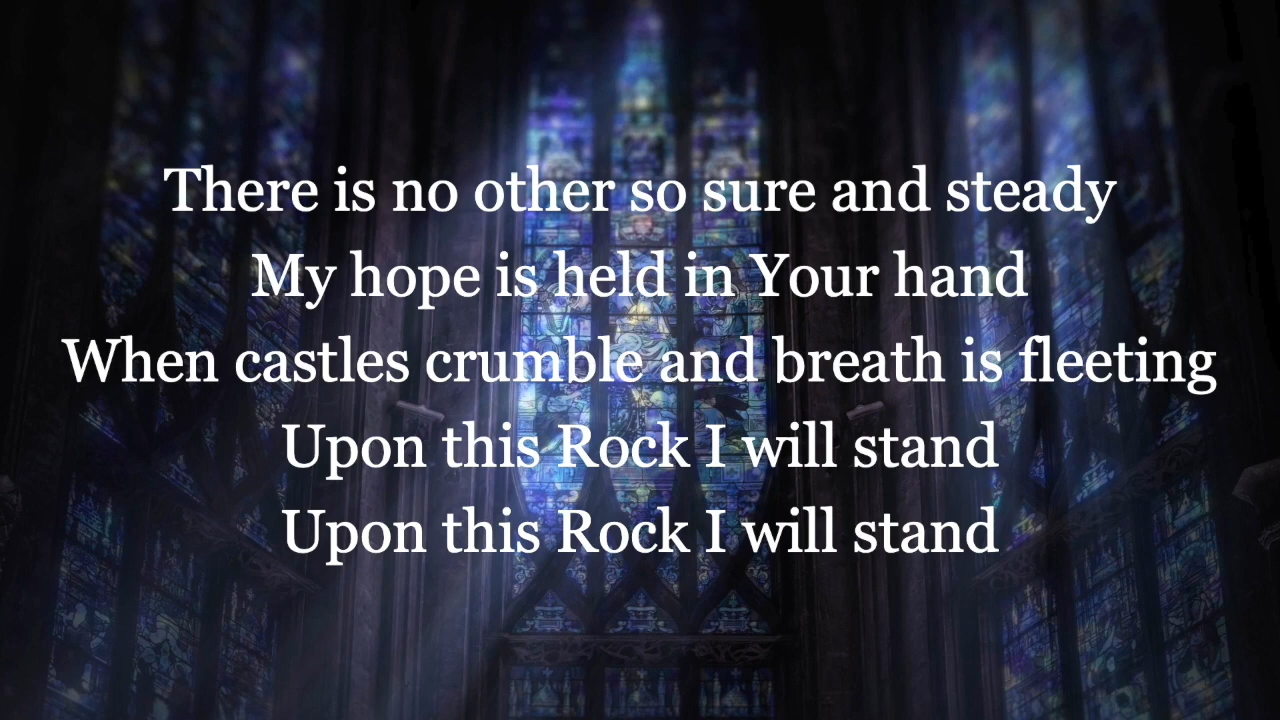 There is no other so sure and steady
My hope is held in Your hand
When castles crumble and breath is fleeting
Upon this Rock I will stand
Upon this Rock I will stand